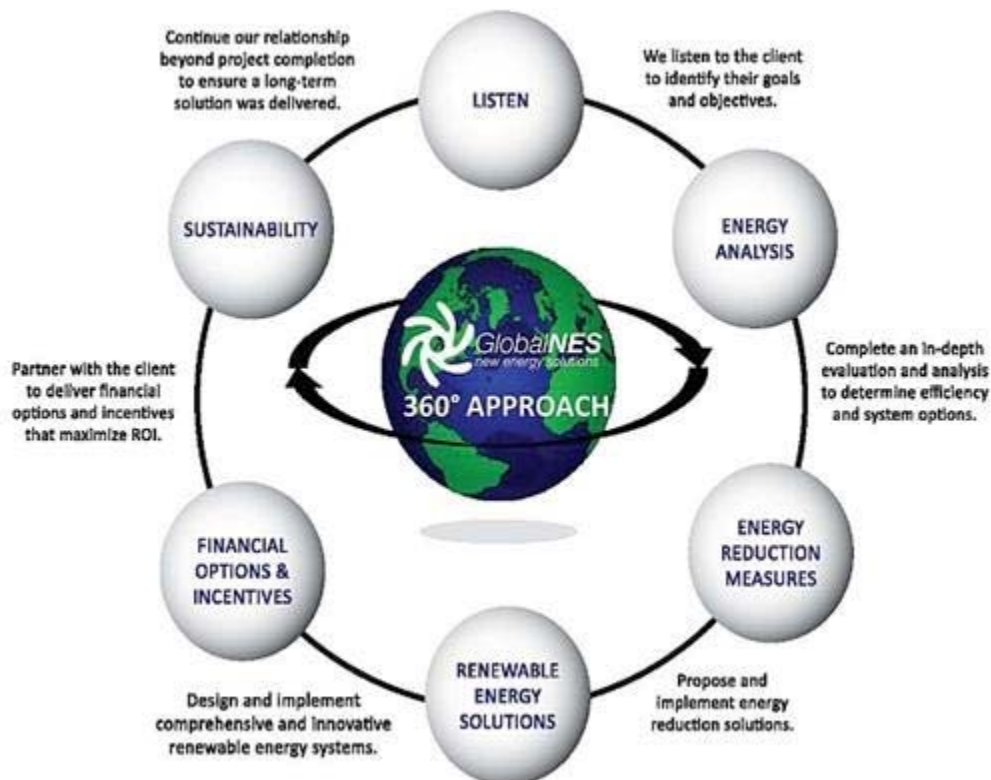 LISTEN
We listen to the client
to identify their goals
and objectives.
ENERGY
ANALYSIS
Complete an in-depth
evaluation and analysis
to determine efficiency
and system options.
ENERGY
REDUCTION
MEASURES
Propose and
implement energy
reduction solutions.
RENEWABLE
ENERGY
SOLUTIONS
Design and implement
comprehensive and innovative
renewable energy systems.
FINANCIAL
OPTIONS &
INCENTIVES
Partner with the client
to deliver financial
options and incentives
that maximize ROI.
SUSTAINABILITY
Continue our relationship
beyond project completion
to ensure a long-term
solution was delivered.
GlobalNES
new energy solutions
360° APPROACH